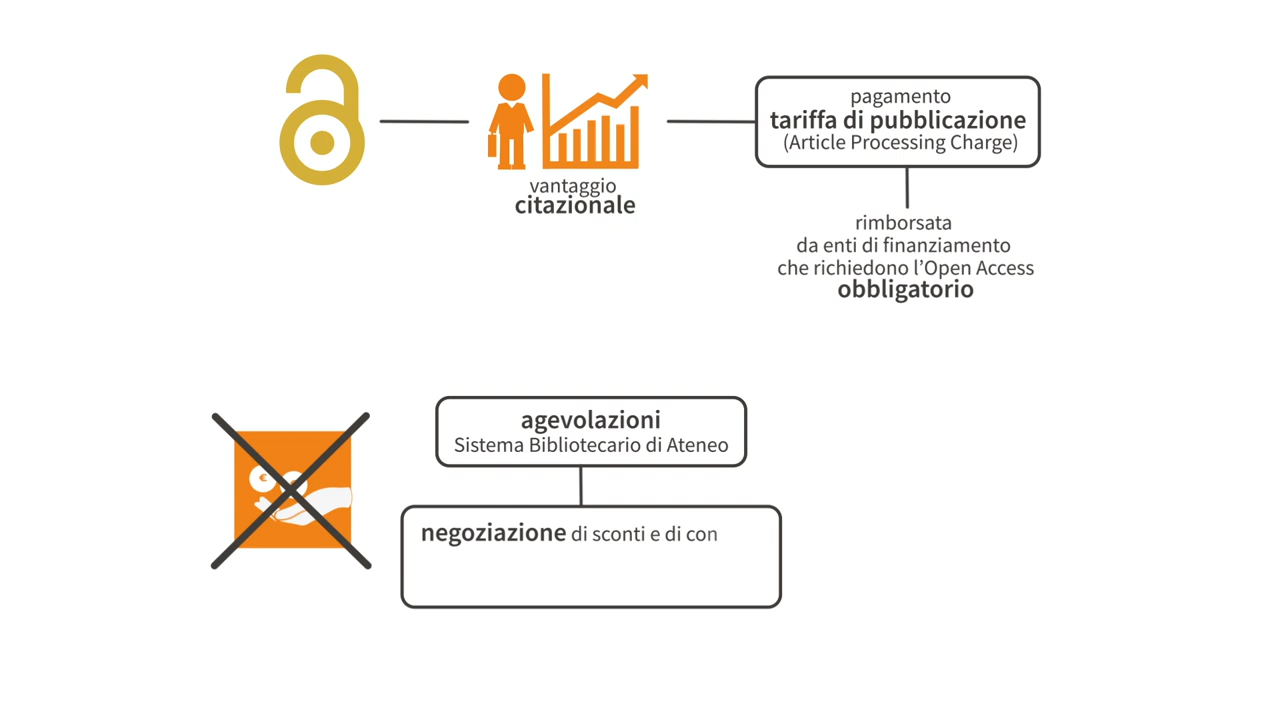 vantaggio
citazionale
pagamento
tariffa di pubblicazione
(Article Processing Charge)
rimborsata
da enti di finanziamento
che richiedono l'Open Access
obbligatorio
agevolazioni
Sistema Bibliotecario di Ateneo
negoziazione di sconti e di con